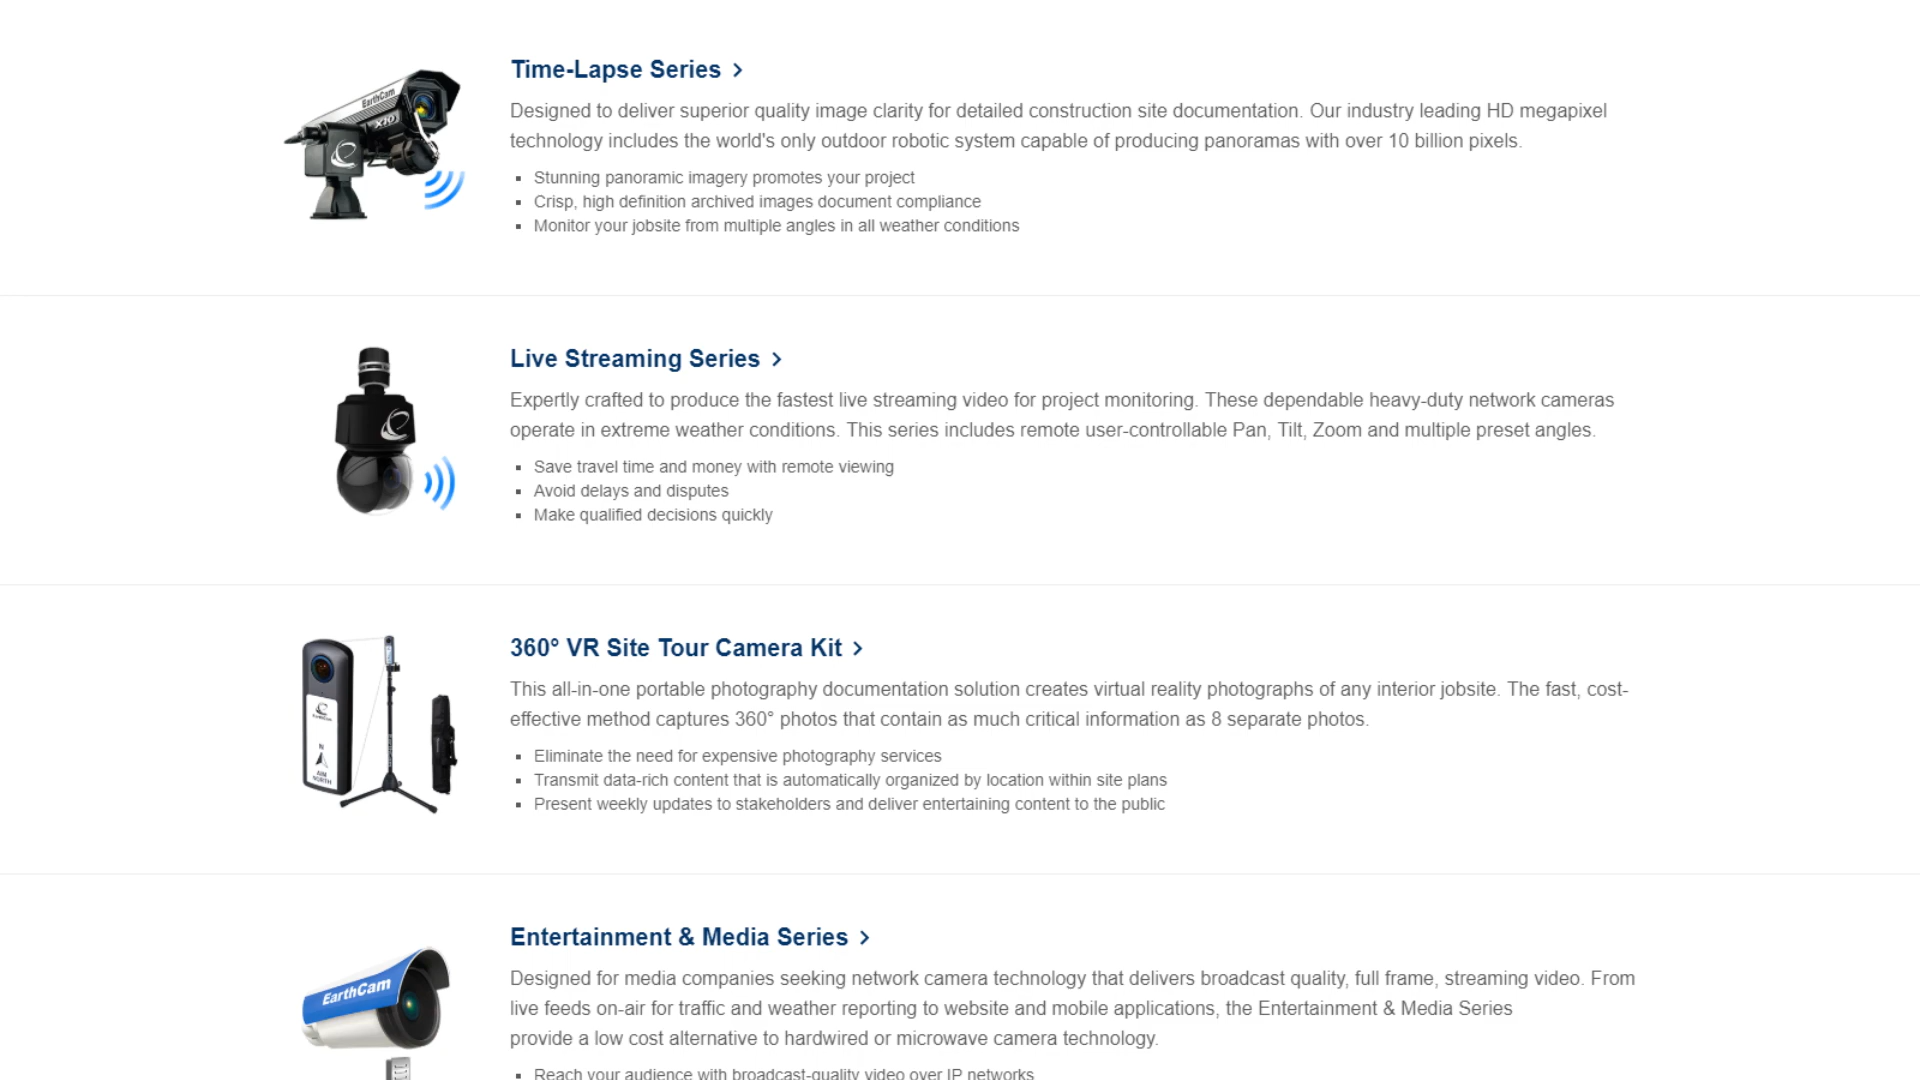 Time-Lapse Series
Designed to deliver superior quality image clarity for detailed construction site documentation. Our industry leading HD megapixel
technology includes the world's only outdoor robotic system capable of producing panoramas with over 10 billion pixels.
Stunning panoramic imagery promotes your project
Crisp, high definition archived images document compliance
Monitor your jobsite from multiple angles in all weather conditions
EarthCam
X10
Live Streaming Series
Expertly crafted to produce the fastest live streaming video for project monitoring. These dependable heavy-duty network cameras
operate in extreme weather conditions. This series includes remote user-controllable Pan, Tilt, Zoom and multiple preset angles.
Save travel time and money with remote viewing
Avoid delays and disputes
Make qualified decisions quickly
360° VR Site Tour Camera Kit
This all-in-one portable photography documentation solution creates virtual reality photographs of any interior jobsite. The fast, cost-
effective method captures 360° photos that contain as much critical information as 8 separate photos.
Eliminate the need for expensive photography services
Transmit data-rich content that is automatically organized by location within site plans
Present weekly updates to stakeholders and deliver entertaining content to the public
N
AIM
NORTH
Entertainment & Media Series
Designed for media companies seeking network camera technology that delivers broadcast quality, full frame, streaming video. From
live feeds on-air for traffic and weather reporting to website and mobile applications, the Entertainment & Media Series
provide a low cost alternative to hardwired or microwave camera technology.
Reach your audience with broadcast-quality video over IP networks
EarthCam